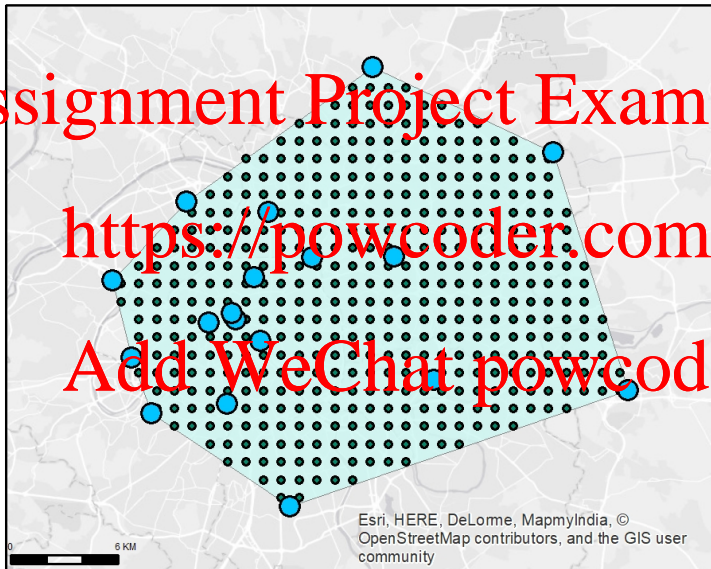 ssignment Project Exam
https://powcoder.com
Add WeChat powcod
Esri, HERE, DeLorme, MapmyIndia, ©
OpenStreetMap contributors, and the GIS user
community
0 6 KM